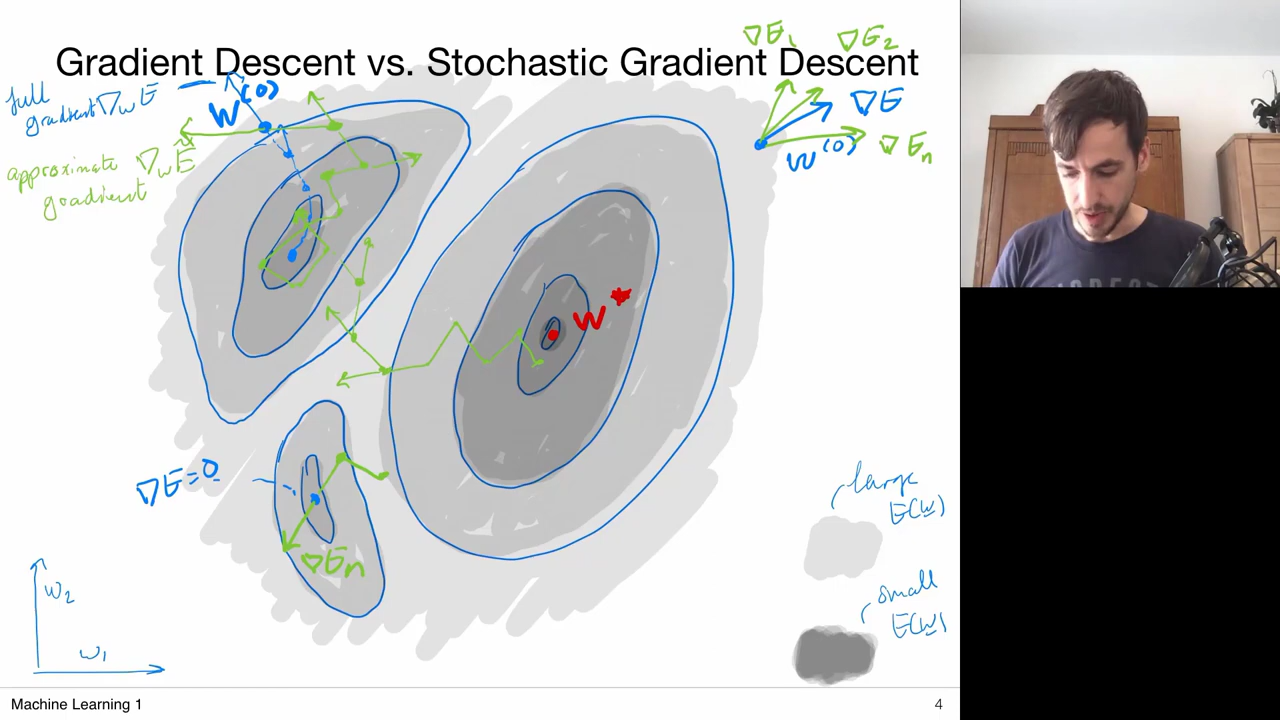 Gradient Descent vs. Stochastic Gradient Descent
∇E₁ ∇E₂
∇E
∇Eₙ
w⁽⁰⁾
full
gradient ∇wE
w⁽⁰⁾
approximate ∇wE
gradient
w*
∇E=0
∇Eₙ
large
E(w)
small
E(w)
w₂
w₁
Machine Learning 1
4